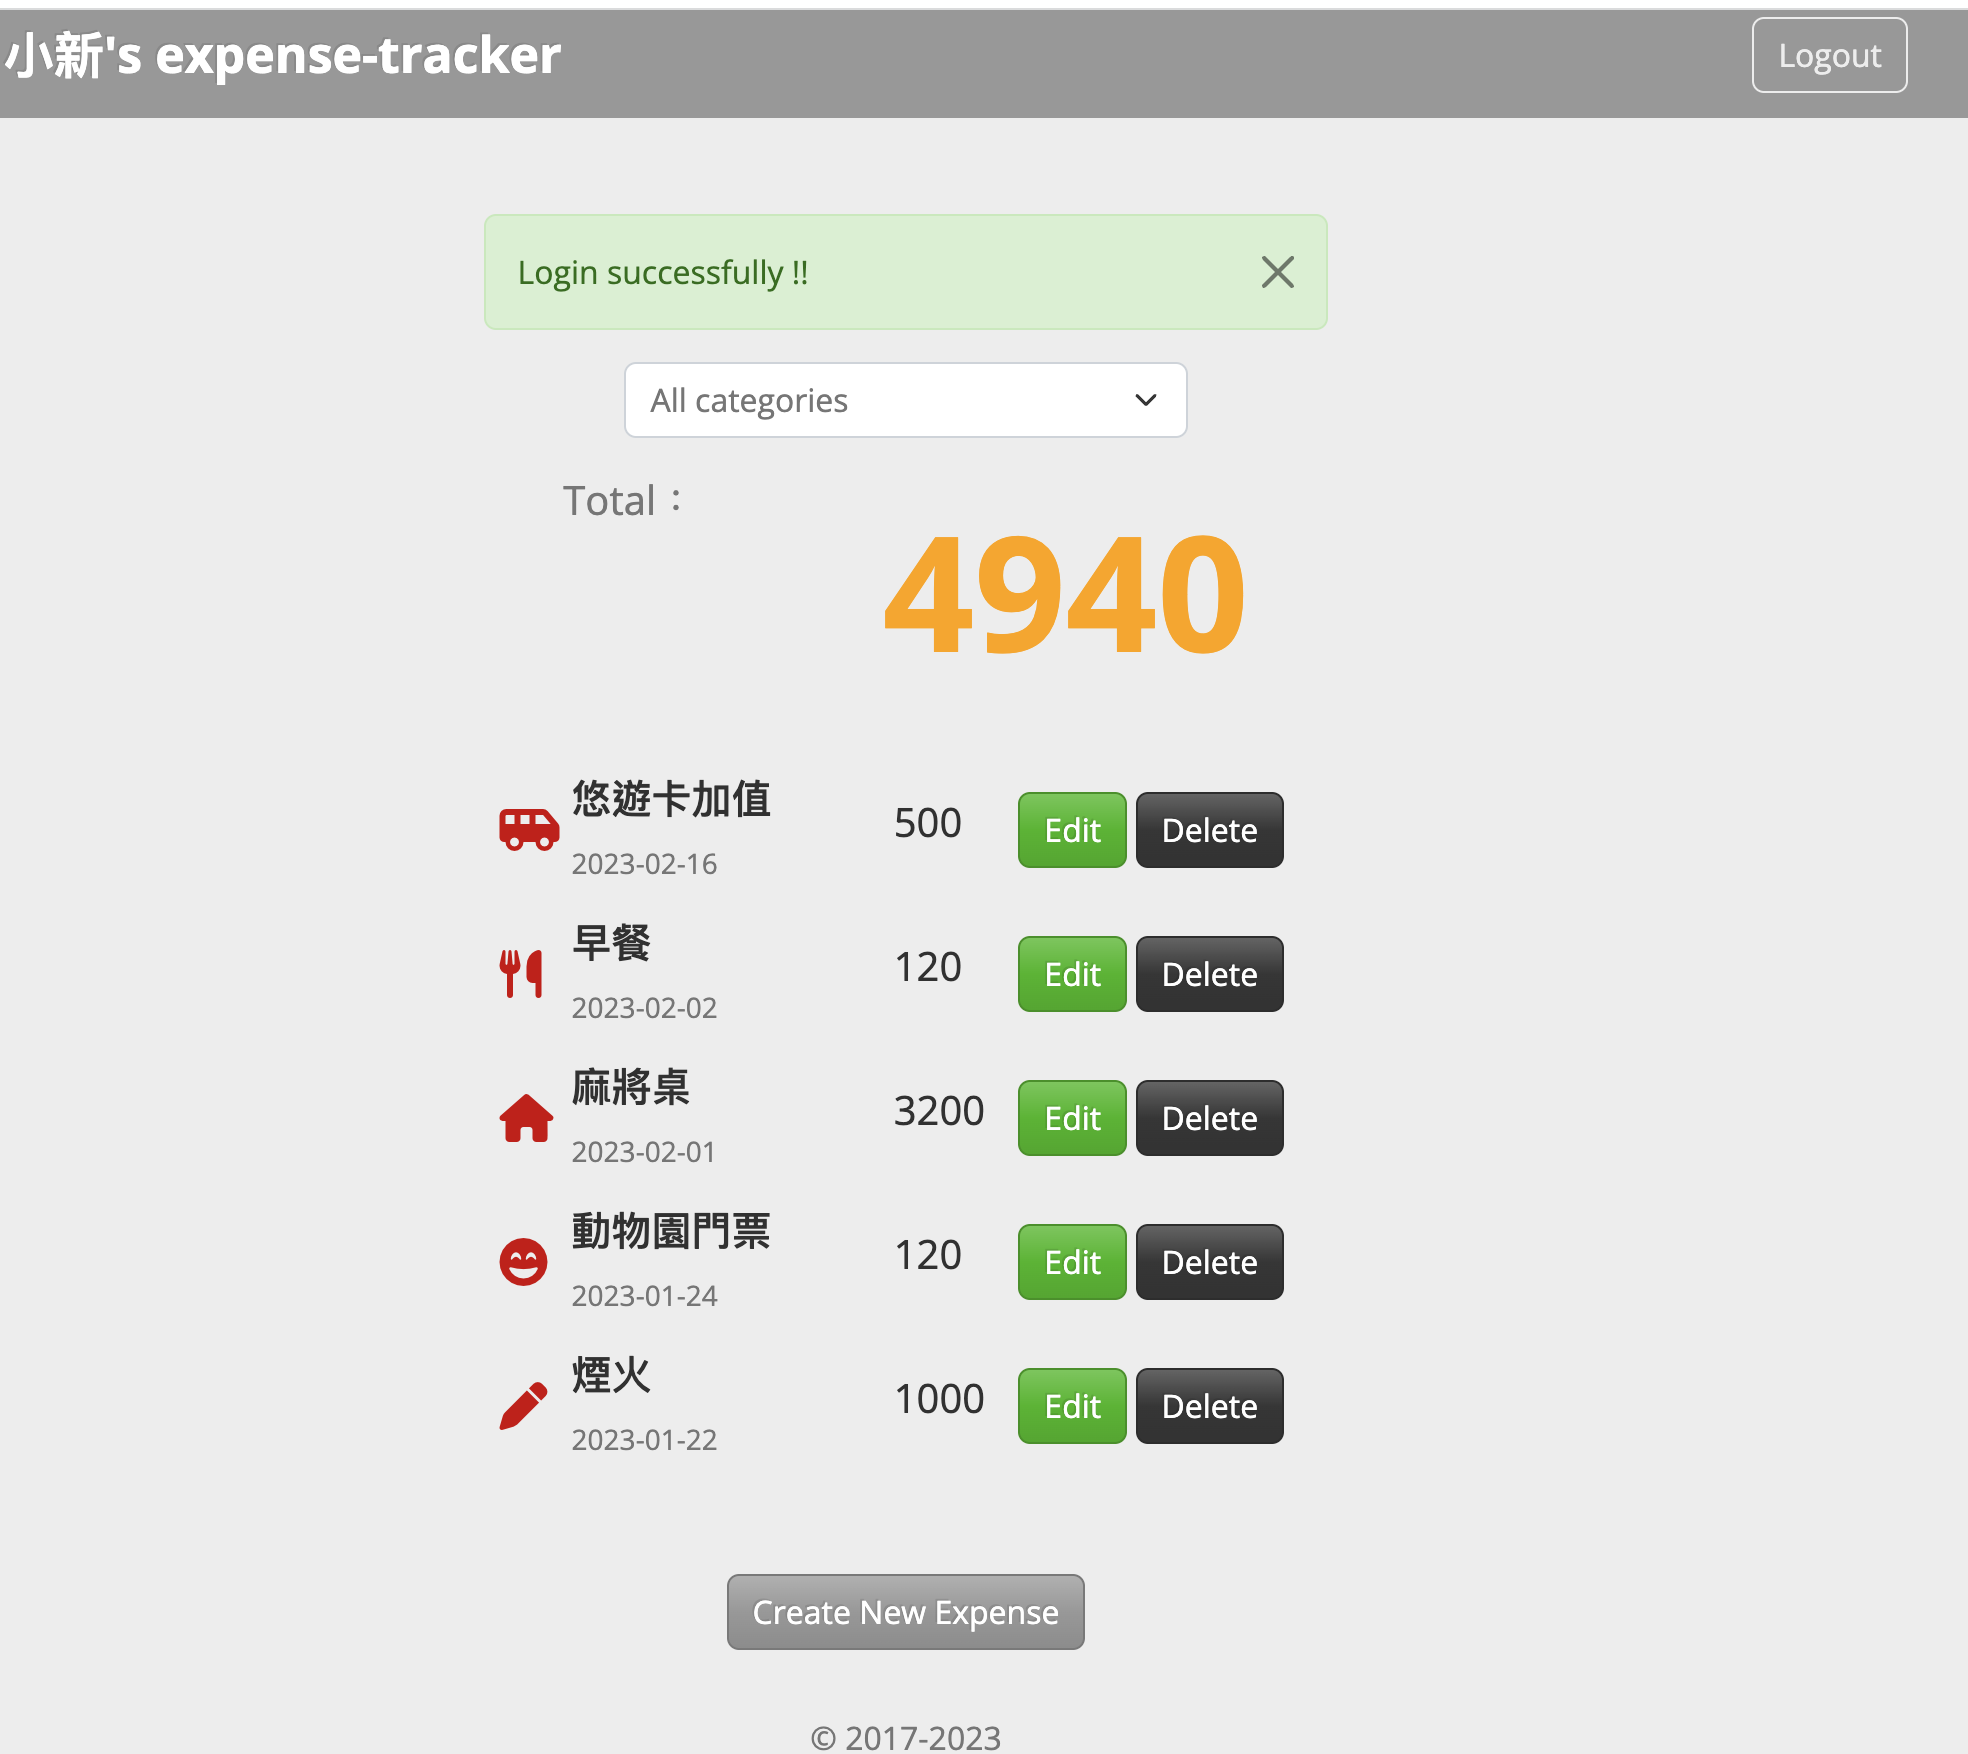 小新's expense-tracker
Logout
Login successfully !!
All categories
Total：
4940
悠遊卡加值
2023-02-16
500
Edit
Delete
早餐
2023-02-02
120
Edit
Delete
麻將桌
2023-02-01
3200
Edit
Delete
動物園門票
2023-01-24
120
Edit
Delete
煙火
2023-01-22
1000
Edit
Delete
Create New Expense
© 2017-2023